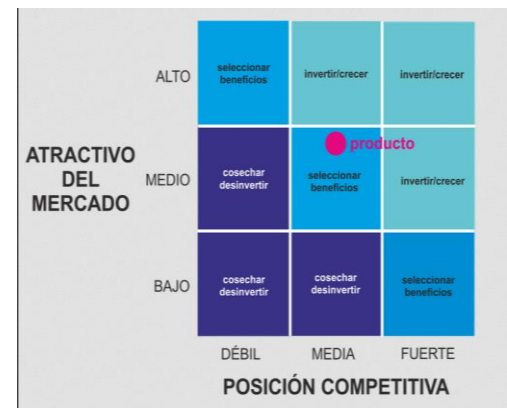 ALTO
seleccionar
beneficios
invertir/crecer
invertir/crecer
producto
ATRACTIVO
DEL
MERCADO
MEDIO
cosechar
desinvertir
seleccionar
beneficios
invertir/crecer
BAJO
cosechar
desinvertir
cosechar
desinvertir
seleccionar
beneficios
DÉBIL
MEDIA
FUERTE
POSICIÓN COMPETITIVA